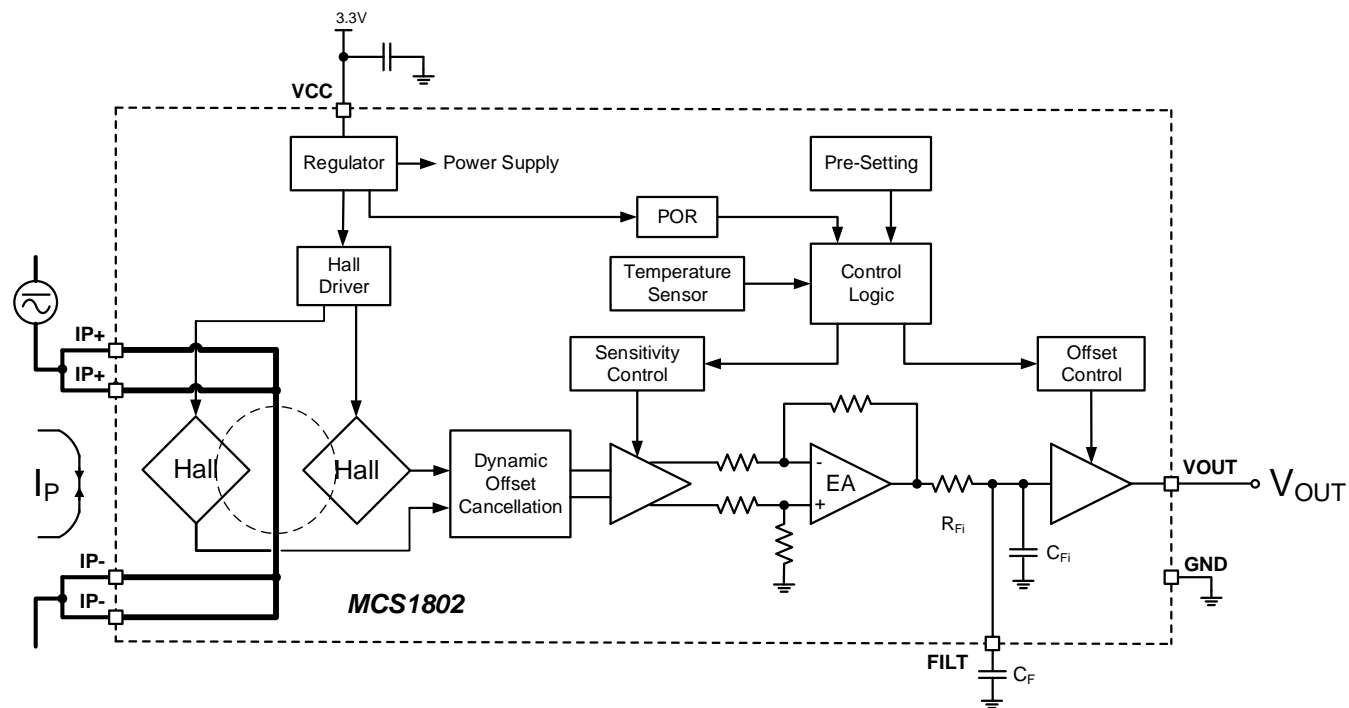 3.3V
VCC
Regulator
Power Supply
Pre-Setting
POR
Hall
Driver
Temperature
Sensor
Control
Logic
IP+
IP+
Sensitivity
Control
Offset
Control
Hall
Hall
Dynamic
Offset
Cancellation
-
EA
+
VOUT
VOUT
IP
RFi
CFi
GND
IP-
IP-
MCS1802
FILT
CF